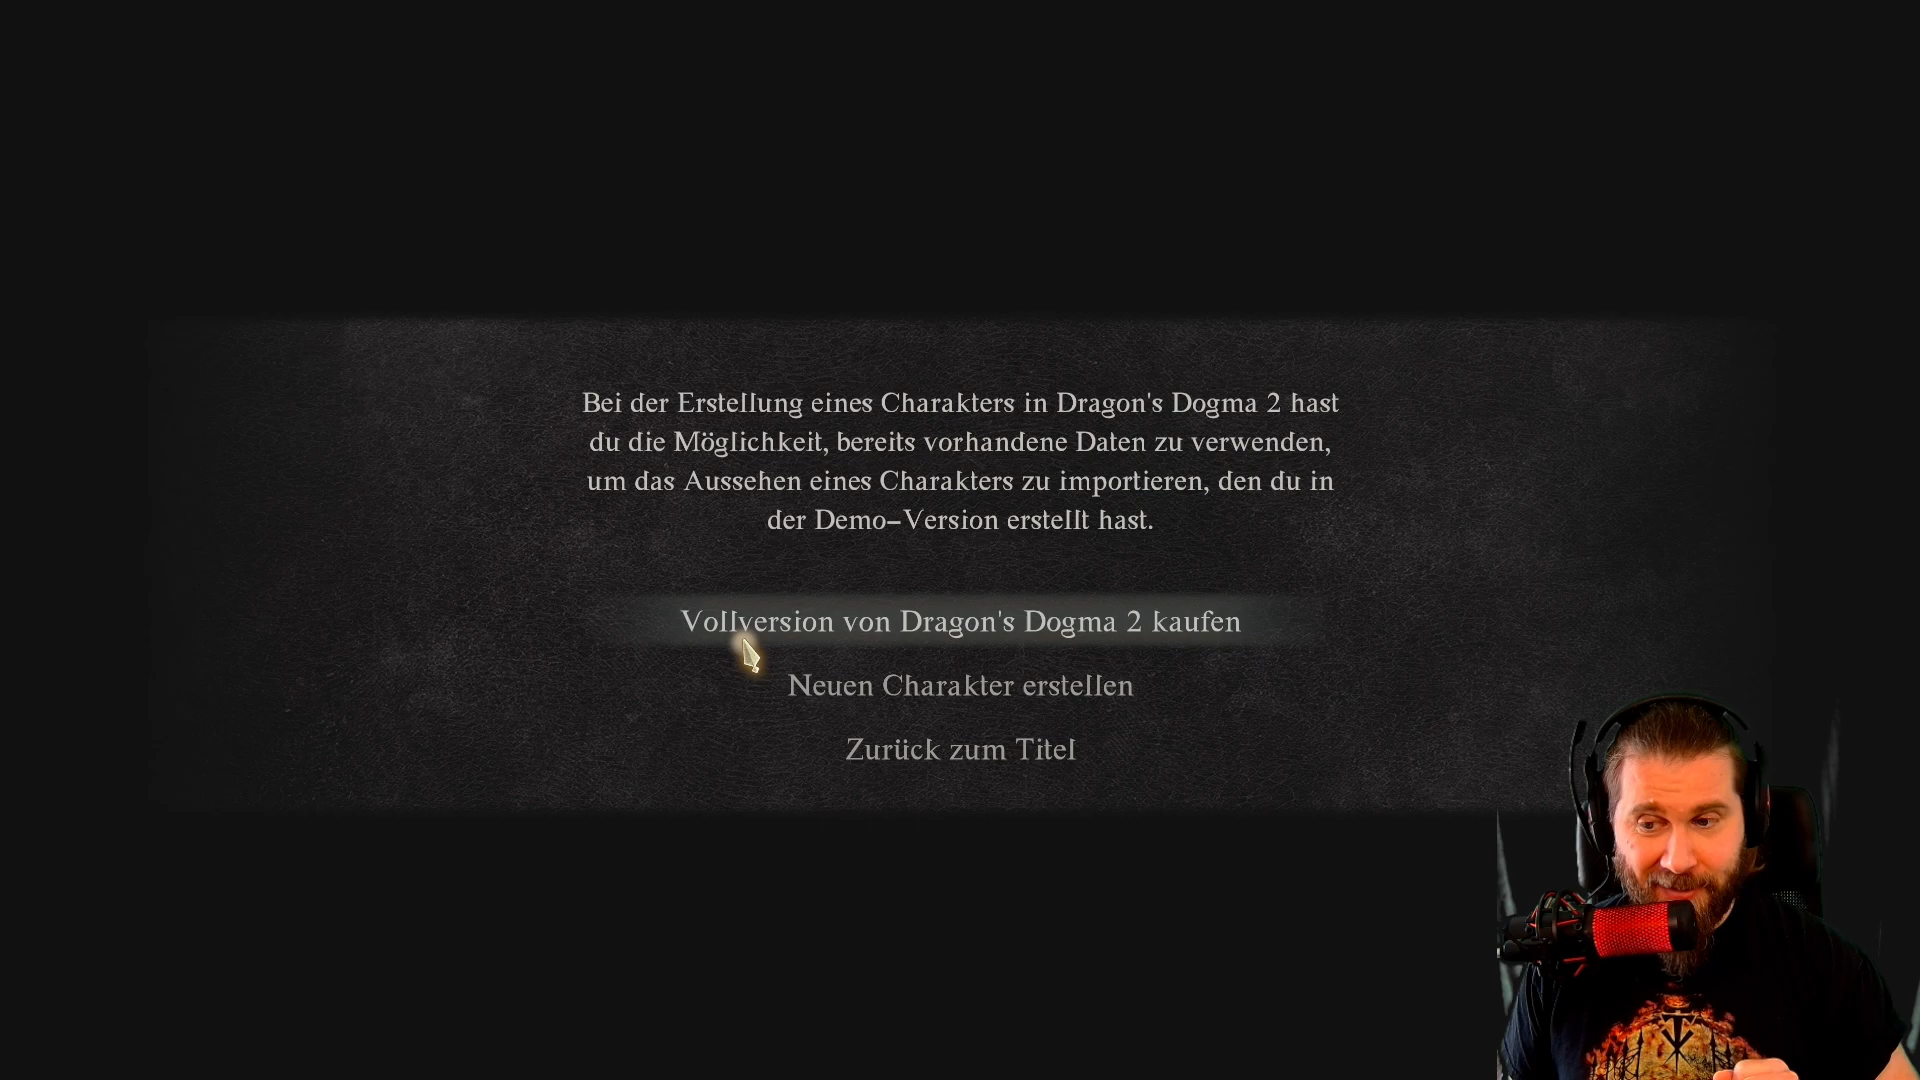 Bei der Erstellung eines Charakters in Dragon's Dogma 2 hast
du die Möglichkeit, bereits vorhandene Daten zu verwenden,
um das Aussehen eines Charakters zu importieren, den du in
der Demo-Version erstellt hast.
Vollversion von Dragon's Dogma 2 kaufen
Neuen Charakter erstellen
Zurück zum Titel